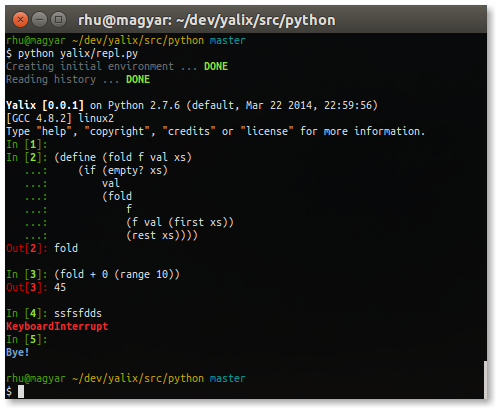 rhu@magyar: ~/dev/yalix/src/python
rhu@magyar ~/dev/yalix/src/python master
$ python yalix/repl.py
Creating initial environment ... DONE
Reading history ... DONE
Yalix [0.0.1] on Python 2.7.6 (default, Mar 22 2014, 22:59:56)
[GCC 4.8.2] linux2
Type "help", "copyright", "credits" or "license" for more information.
In [1]:
In [2]: (define (fold f val xs)
...: (if (empty? xs)
...: val
...: (fold
...: f
...: (f val (first xs))
...: (rest xs))))
Out[2]: fold
In [3]: (fold + 0 (range 10))
Out[3]: 45
In [4]: ssfsfdds
KeyboardInterrupt
In [5]:
Bye!
rhu@magyar ~/dev/yalix/src/python master
$